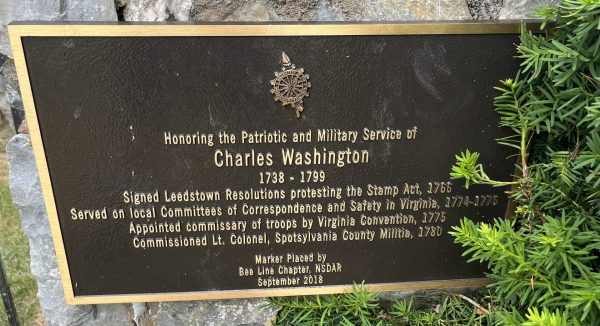 Honoring the Patriotic and Military Service of
Charles Washington
1738 - 1799
Signed Leedstown Resolutions protesting the Stamp Act, 1766
Served on local Committees of Correspondence and Safety in Virginia, 1774-1775
Appointed commissary of troops by Virginia Convention, 1775
Commissioned Lt. Colonel, Spotsylvania County Militia, 1780
Marker Placed by
Bee Line Chapter, NSDAR
September 2018